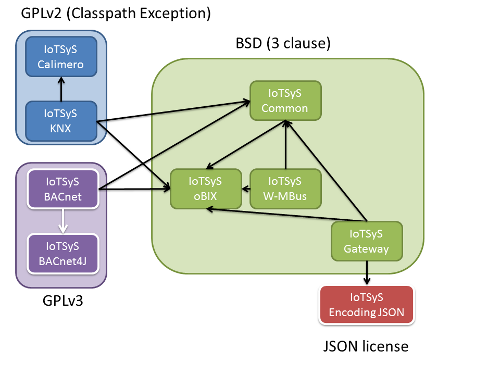 GPLv2 (Classpath Exception)
IoTSyS
Calimero
IoTSyS
KNX
BSD (3 clause)
IoTSyS
Common
IoTSyS
BACnet
IoTSyS
oBIX
IoTSyS
W-MBus
IoTSyS
BACnet4J
IoTSyS
Gateway
GPLv3
IoTSyS
Encoding JSON
JSON license